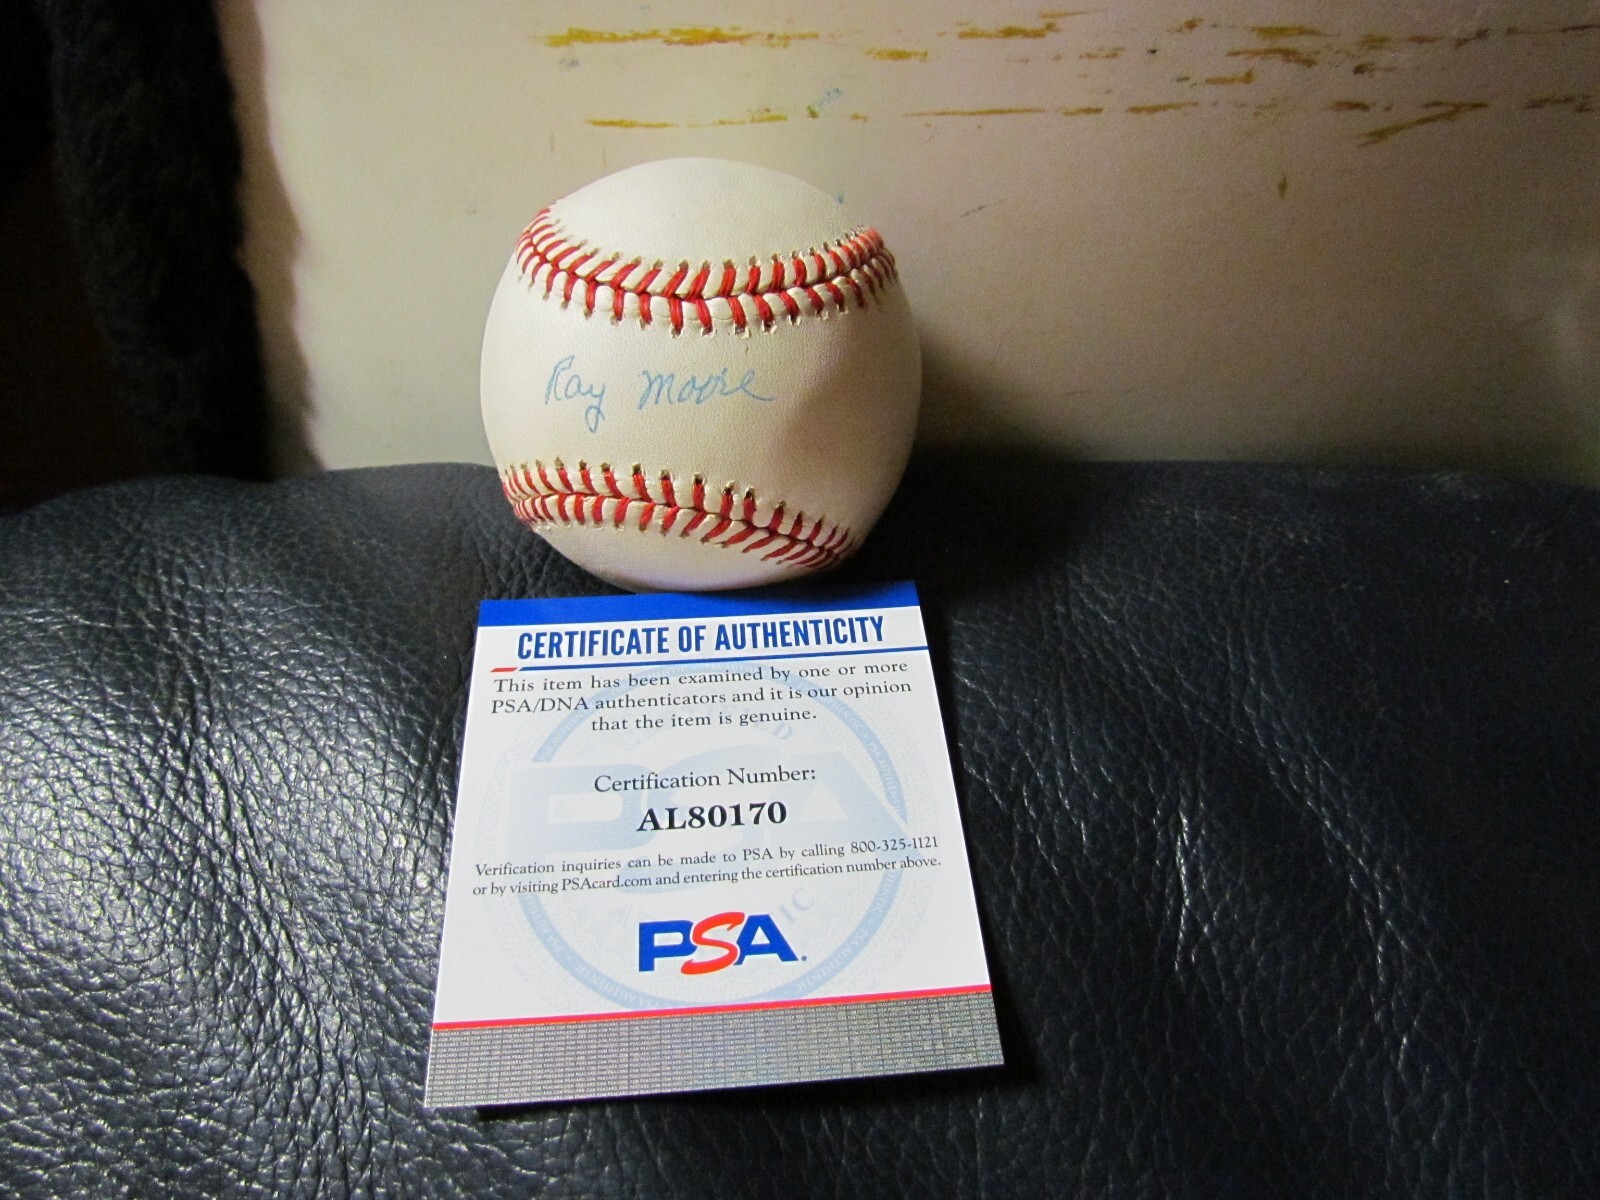 Ray Moore
CERTIFICATE OF AUTHENTICITY
This item has been examined by one or more
PSA/DNA authenticators and it is our opinion
that the item is genuine.
Certification Number:
AL80170
Verification inquiries can be made to PSA by calling 800-325-1121
or by visiting PSAcard.com and entering the certification number above.
PSA